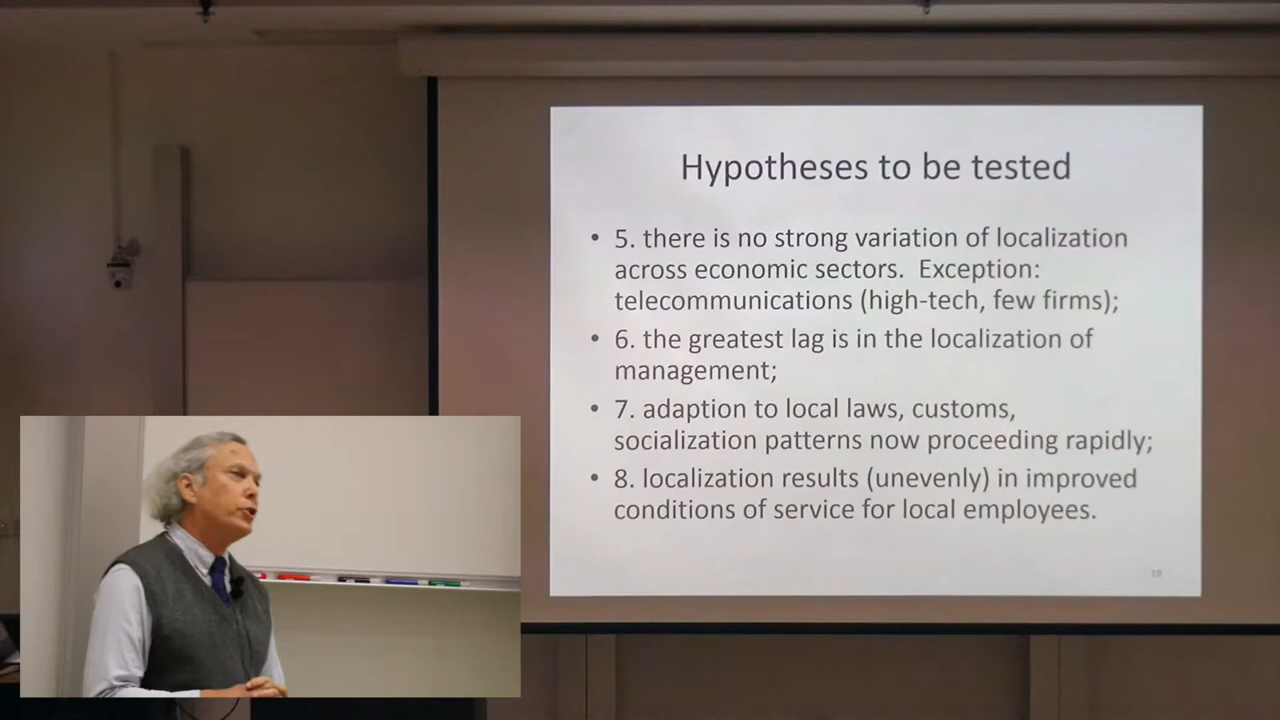 Hypotheses to be tested
• 5. there is no strong variation of localization
across economic sectors. Exception:
telecommunications (high-tech, few firms);
• 6. the greatest lag is in the localization of
management;
• 7. adaption to local laws, customs,
socialization patterns now proceeding rapidly;
• 8. localization results (unevenly) in improved
conditions of service for local employees.